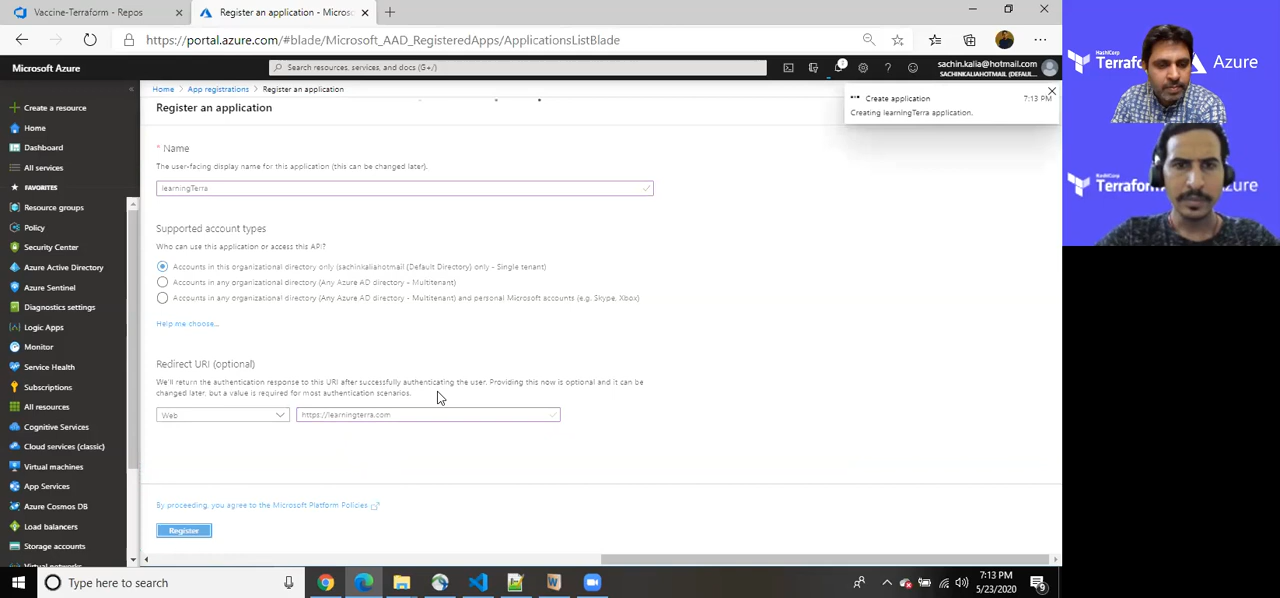 Vaccine-Terraform - Repos
Register an application - Microso
https://portal.azure.com/#blade/Microsoft_AAD_RegisteredApps/ApplicationsListBlade
Microsoft Azure
Search resources, services, and docs (G+/)
sachin.kalia@hotmail.com
SACHINKALIAHOTMAIL (DEFAUL...
Create a resource
Home
Dashboard
All services
FAVORITES
Resource groups
Policy
Security Center
Azure Active Directory
Azure Sentinel
Diagnostics settings
Logic Apps
Monitor
Service Health
Subscriptions
All resources
Cognitive Services
Cloud services (classic)
Virtual machines
App Services
Azure Cosmos DB
Load balancers
Storage accounts
Virtual networks
Home > App registrations > Register an application
Register an application
* Name
The user-facing display name for this application (this can be changed later).
learningTerra
Supported account types
Who can use this application or access this API?
Accounts in this organizational directory only (sachinkaliahotmail (Default Directory) only - Single tenant)
Accounts in any organizational directory (Any Azure AD directory - Multitenant)
Accounts in any organizational directory (Any Azure AD directory - Multitenant) and personal Microsoft accounts (e.g. Skype, Xbox)
Help me choose...
Redirect URI (optional)
We'll return the authentication response to this URI after successfully authenticating the user. Providing this now is optional and it can be
changed later, but a value is required for most authentication scenarios.
Web
https://learningterra.com
By proceeding, you agree to the Microsoft Platform Policies
Register
Create application
7:13 PM
Creating learningTerra application.
HashiCorp
Terraf
Azure
HashiCorp
Terraform
zure
Type here to search
7:13 PM
5/23/2020
9